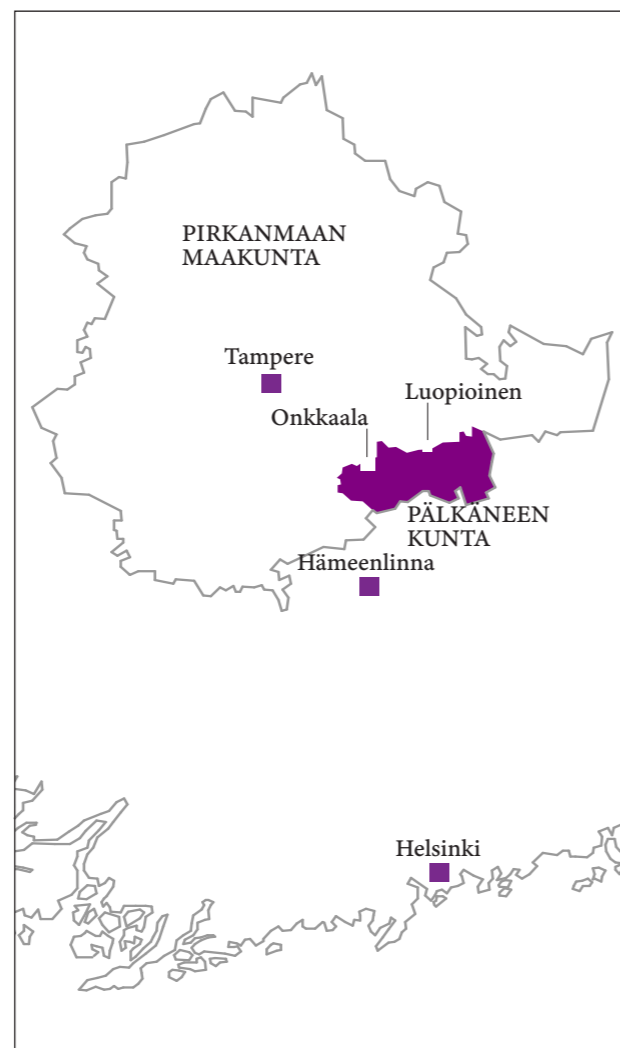 PIRKANMAAN
MAAKUNTA
Tampere
Luopioinen
Onkkaala
PÄLKÄNEEN
KUNTA
Hämeenlinna
Helsinki